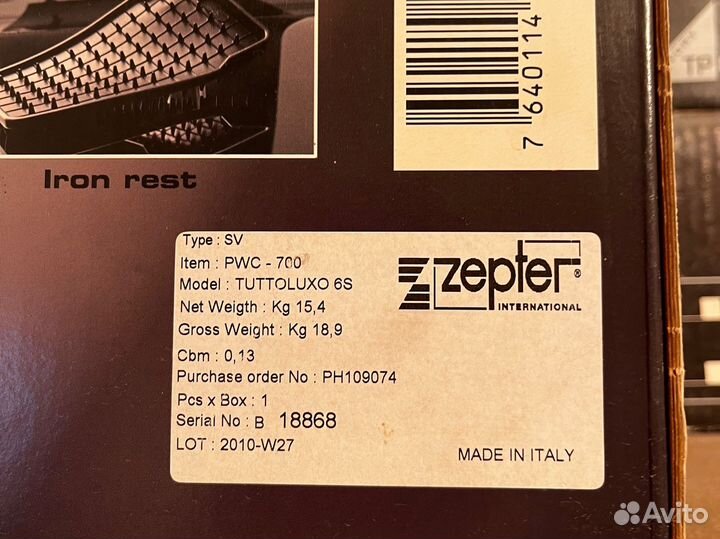 7 640114
Iron rest
TP
Type : SV
Item : PWC - 700
Model : TUTTOLUXO 6S
Net Weigth : Kg 15,4
Gross Weight : Kg 18,9
Cbm : 0,13
Purchase order No : PH109074
Pcs x Box : 1
Serial No : B 18868
LOT : 2010-W27
zepter®
INTERNATIONAL
MADE IN ITALY
Avito